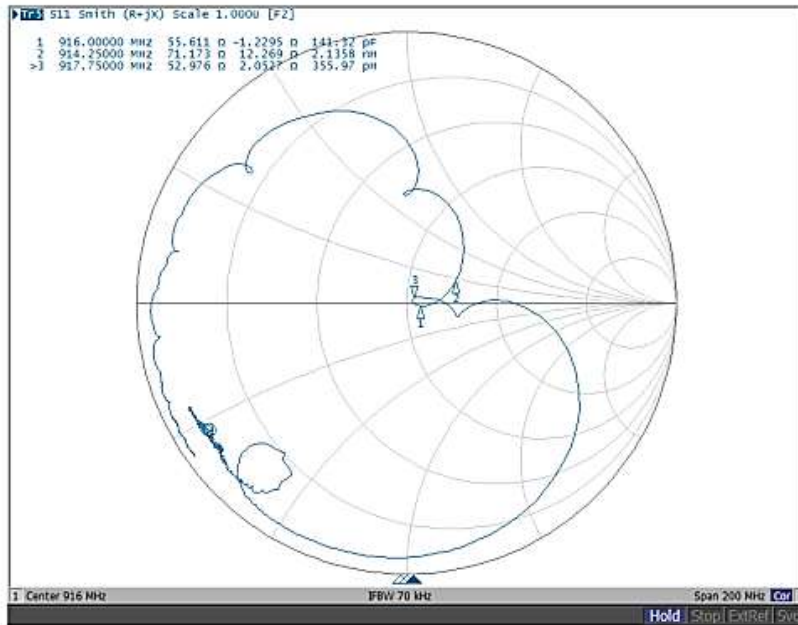 Tr5 S11 Smith (R+jX) Scale 1.000U [F2]
1 916.00000 MHz 55.611 Ω -1.2295 Ω 141.32 pF
2 914.25000 MHz 71.173 Ω 12.269 Ω 2.1358 nH
>3 917.75000 MHz 52.976 Ω 2.0527 Ω 355.97 pH
3
2
1
1 Center 916 MHz IFBW 70 kHz Span 200 MHz Cor
Hold Stop ExtRef Svc